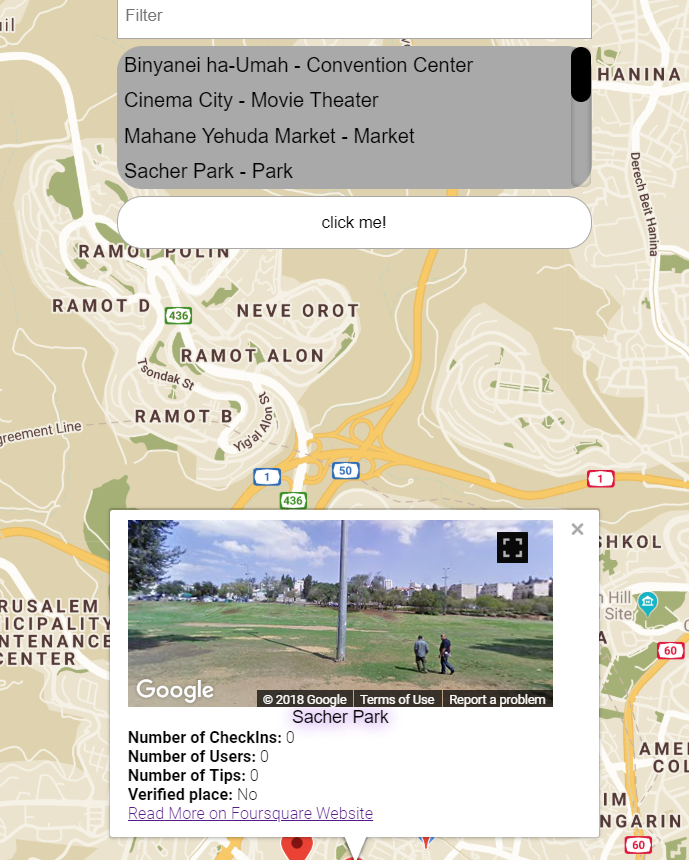 Filter
Binyanei ha-Umah - Convention Center
Cinema City - Movie Theater
Mahane Yehuda Market - Market
Sacher Park - Park
click me!
HANINA
Derech Beit Hanina
RAMOT POLIN
RAMOT D
436
NEVE OROT
RAMOT ALON
Tsondak St
RAMOT B
Yig'al Alon St
greement Line
1
50
436
1
SHKOL
Hill
Site
60
RUSALEM
ICIPALITY
NTENANCE
CENTER
Google
© 2018 Google
Terms of Use
Report a problem
Sacher Park
Number of CheckIns: 0
Number of Users: 0
Number of Tips: 0
Verified place: No
Read More on Foursquare Website
AME
COL
IM
NGARIN
60